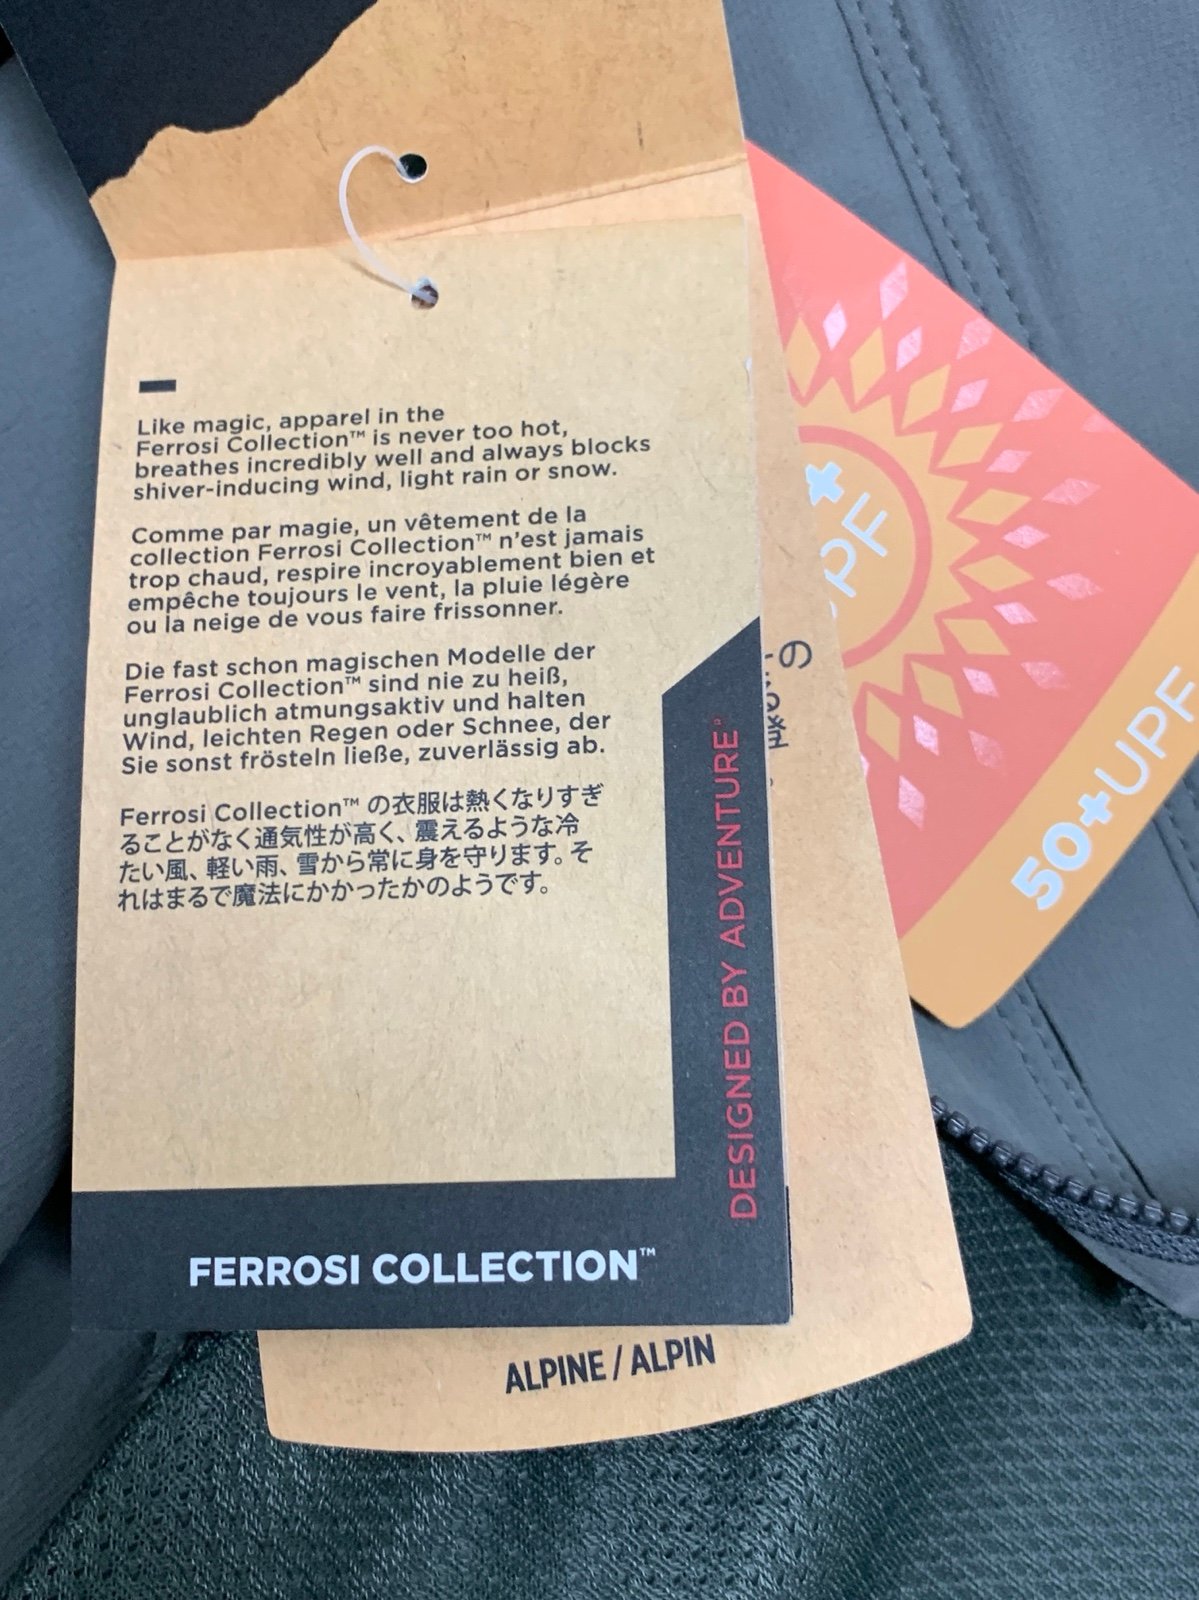 Like magic, apparel in the
Ferrosi Collection™ is never too hot,
breathes incredibly well and always blocks
shiver-inducing wind, light rain or snow.
Comme par magie, un vêtement de la
collection Ferrosi Collection™ n'est jamais
trop chaud, respire incroyablement bien et
empêche toujours le vent, la pluie légère
ou la neige de vous faire frissonner.
Die fast schon magischen Modelle der
Ferrosi Collection™ sind nie zu heiß,
unglaublich atmungsaktiv und halten
Wind, leichten Regen oder Schnee, der
Sie sonst frösteln ließe, zuverlässig ab.
Ferrosi Collection™ の衣服は熱くなりすぎ
ることがなく通気性が高く、震えるような冷
たい風、軽い雨、雪から常に身を守ります。そ
れはまるで魔法にかかったかのようです。
DESIGNED BY ADVENTURE
FERROSI COLLECTION™
ALPINE / ALPIN
の
+
UPF
50+UPF